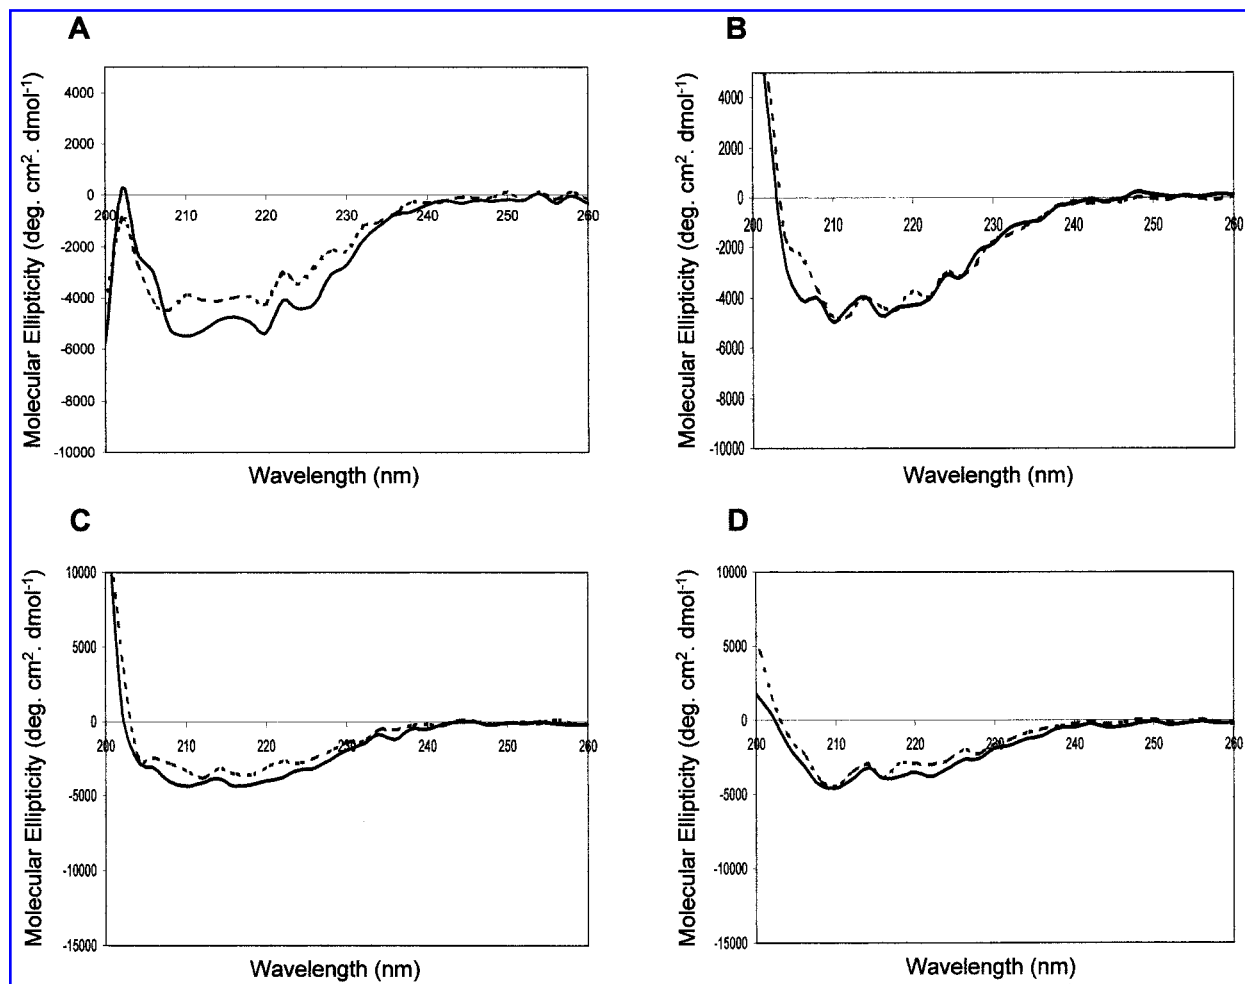 A
Molecular Ellipticity (deg. cm². dmol⁻¹)
4000
2000
0
-2000
-4000
-6000
-8000
-10000
200 210 220 230 240 250 260
Wavelength (nm)
B
Molecular Ellipticity (deg. cm². dmol⁻¹)
4000
2000
0
-2000
-4000
-6000
-8000
-10000
200 210 220 230 240 250 260
Wavelength (nm)
C
Molecular Ellipticity (deg. cm². dmol⁻¹)
10000
5000
0
-5000
-10000
-15000
200 210 220 230 240 250 260
Wavelength (nm)
D
Molecular Ellipticity (deg. cm². dmol⁻¹)
10000
5000
0
-5000
-10000
-15000
200 210 220 230 240 250 260
Wavelength (nm)